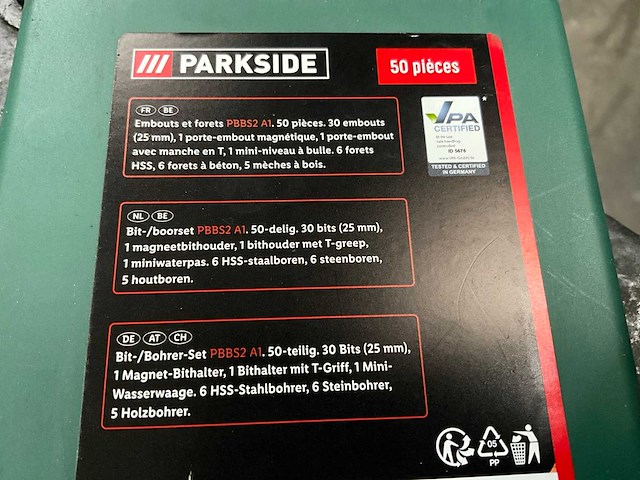 /// PARKSIDE
50 pièces
FR BE
Embouts et forets PBBS2 A1. 50 pièces. 30 embouts
(25 mm), 1 porte-embout magnétique, 1 porte-embout
avec manche en T, 1 mini-niveau à bulle. 6 forets
HSS, 6 forets à béton, 5 mèches à bois.
VPA
CERTIFIED
*
ID 5676
TESTED & CERTIFIED
IN GERMANY
NL BE
Bit-/boorset PBBS2 A1. 50-delig. 30 bits (25 mm),
1 magneetbithouder, 1 bithouder met T-greep,
1 miniwaterpas. 6 HSS-staalboren, 6 steenboren,
5 houtboren.
DE AT CH
Bit-/Bohrer-Set PBBS2 A1. 50-teilig. 30 Bits (25 mm),
1 Magnet-Bithalter, 1 Bithalter mit T-Griff, 1 Mini-
Wasserwaage. 6 HSS-Stahlbohrer, 6 Steinbohrer,
5 Holzbohrer.
05
PP